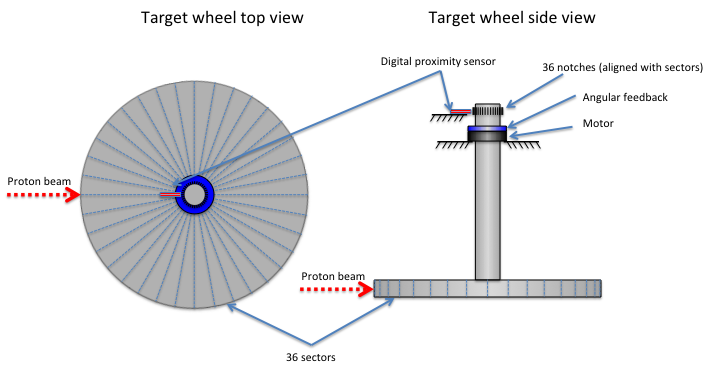 Target wheel top view
Target wheel side view
Digital proximity sensor
36 notches (aligned with sectors)
Angular feedback
Motor
Proton beam
Proton beam
36 sectors